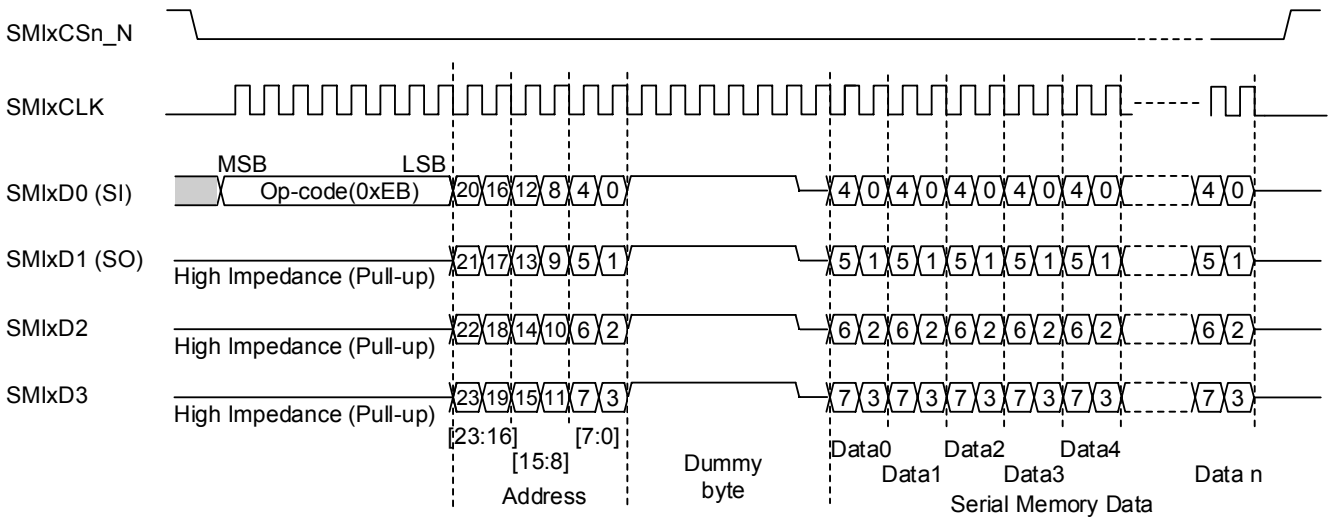 SMIxCSn_N
SMIxCLK
MSB LSB
SMIxD0 (SI) Op-code(0xEB) 20 16 12 8 4 0 4 0 4 0 4 0 4 0 4 0 4 0
SMIxD1 (SO) 21 17 13 9 5 1 5 1 5 1 5 1 5 1 5 1 5 1
High Impedance (Pull-up)
SMIxD2 22 18 14 10 6 2 6 2 6 2 6 2 6 2 6 2 6 2
High Impedance (Pull-up)
SMIxD3 23 19 15 11 7 3 7 3 7 3 7 3 7 3 7 3 7 3
High Impedance (Pull-up)
[23:16] [7:0]
Data0 Data2 Data4
[15:8]
Data1 Data3 Data n
Dummy
byte
Address
Serial Memory Data